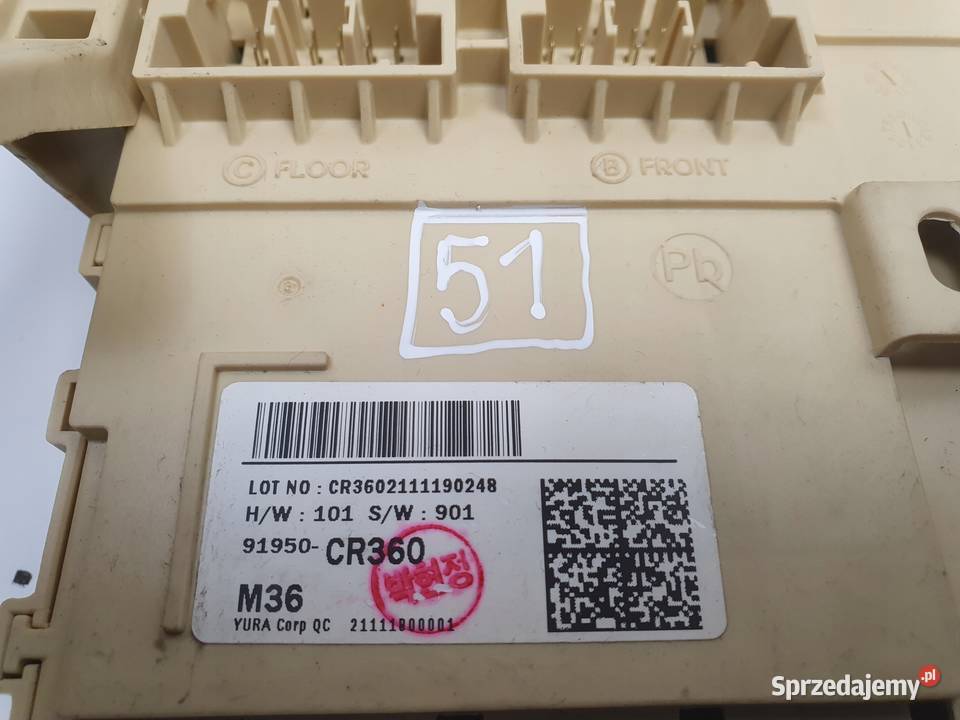 C FLOOR
B FRONT
51
Pb
LOT NO : CR3602111190248
H/W : 101 S/W : 901
91950- CR360
박현정
M36
YURA Corp QC 21111800001
Sprzedajemy.pl